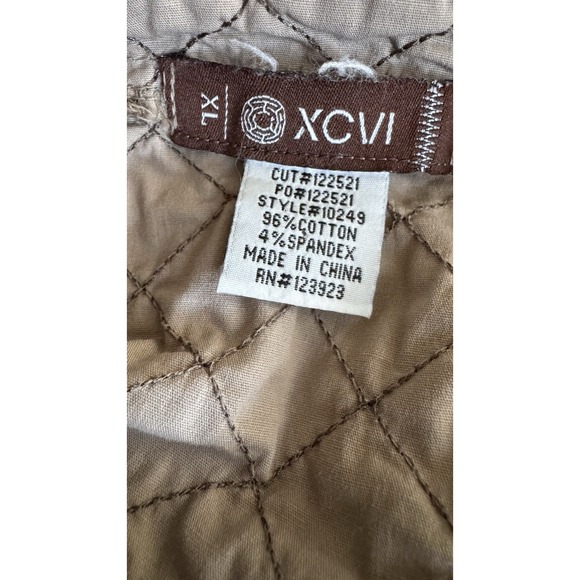 XL XCVI
CUT#122521
PO#122521
STYLE#10249
96%COTTON
4%SPANDEX
MADE IN CHINA
RN#123923